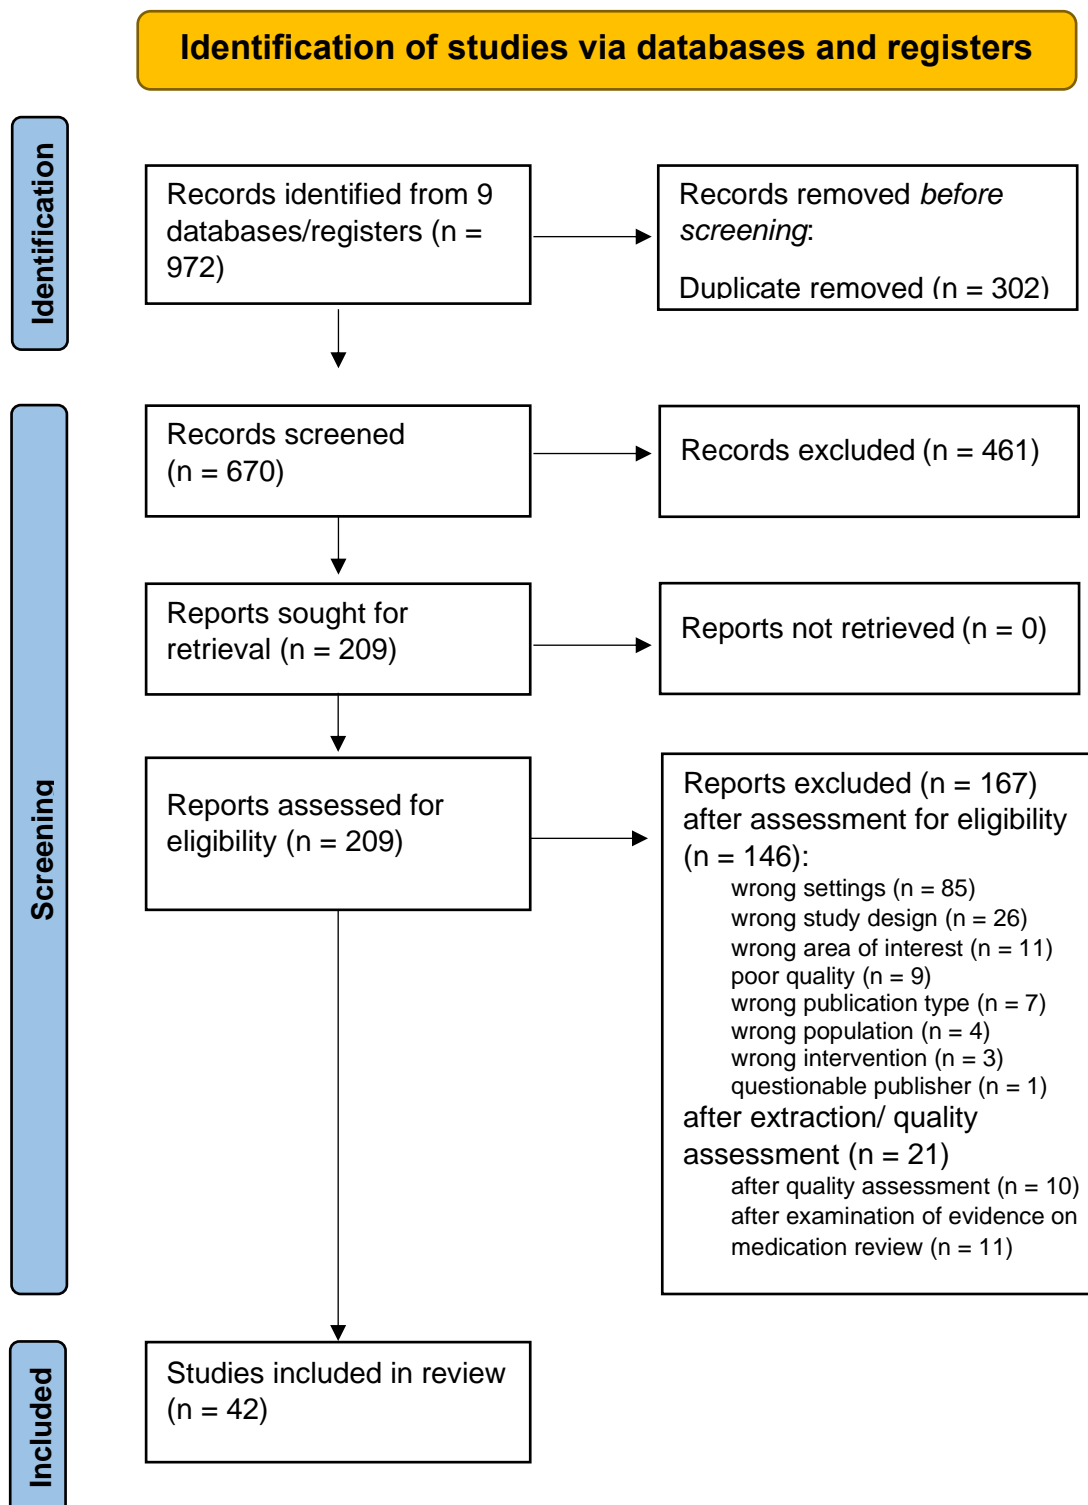 Identification of studies via databases and registers
Identification
Records identified from 9
databases/registers (n =
972)
Records removed before
screening:
Duplicate removed (n = 302)
Screening
Records screened
(n = 670)
Records excluded (n = 461)
Reports sought for
retrieval (n = 209)
Reports not retrieved (n = 0)
Reports assessed for
eligibility (n = 209)
Reports excluded (n = 167)
after assessment for eligibility
(n = 146):
wrong settings (n = 85)
wrong study design (n = 26)
wrong area of interest (n = 11)
poor quality (n = 9)
wrong publication type (n = 7)
wrong population (n = 4)
wrong intervention (n = 3)
questionable publisher (n = 1)
after extraction/ quality
assessment (n = 21)
after quality assessment (n = 10)
after examination of evidence on
medication review (n = 11)
Included
Studies included in review
(n = 42)